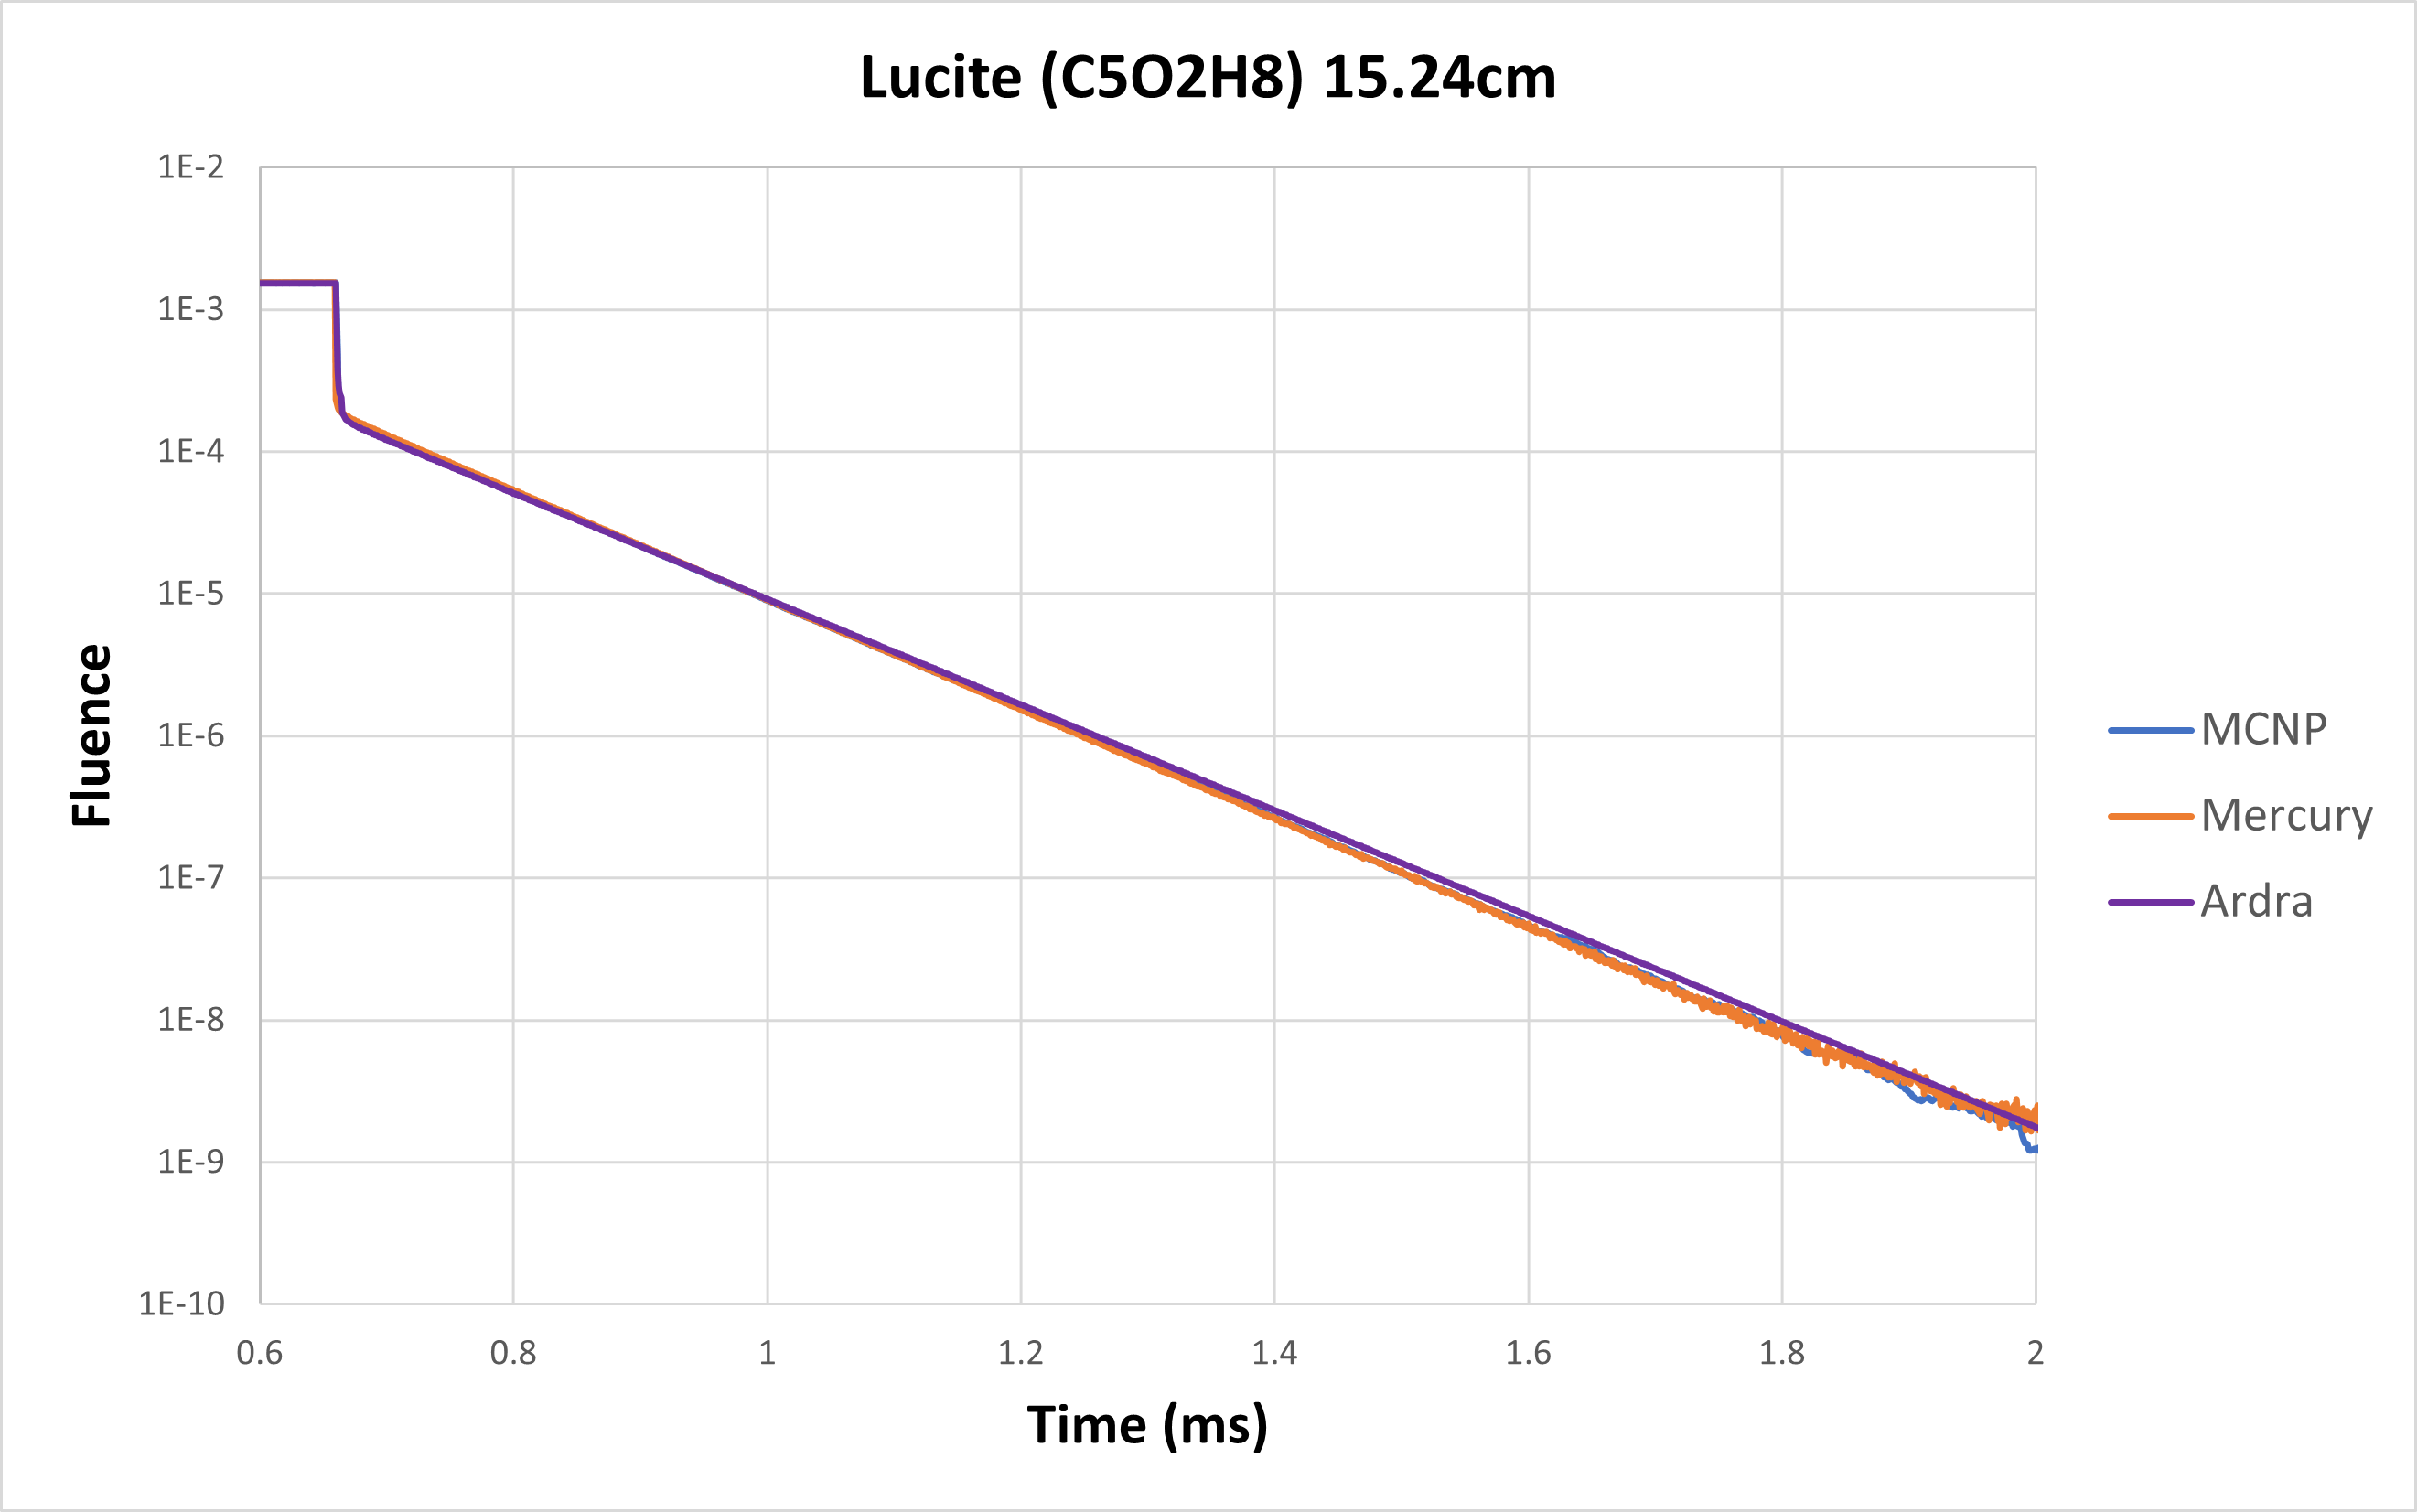 Lucite (C5O2H8) 15.24cm
1E-2
1E-3
1E-4
1E-5
1E-6
1E-7
1E-8
1E-9
1E-10
Fluence
0.6 0.8 1 1.2 1.4 1.6 1.8 2
Time (ms)
MCNP
Mercury
Ardra